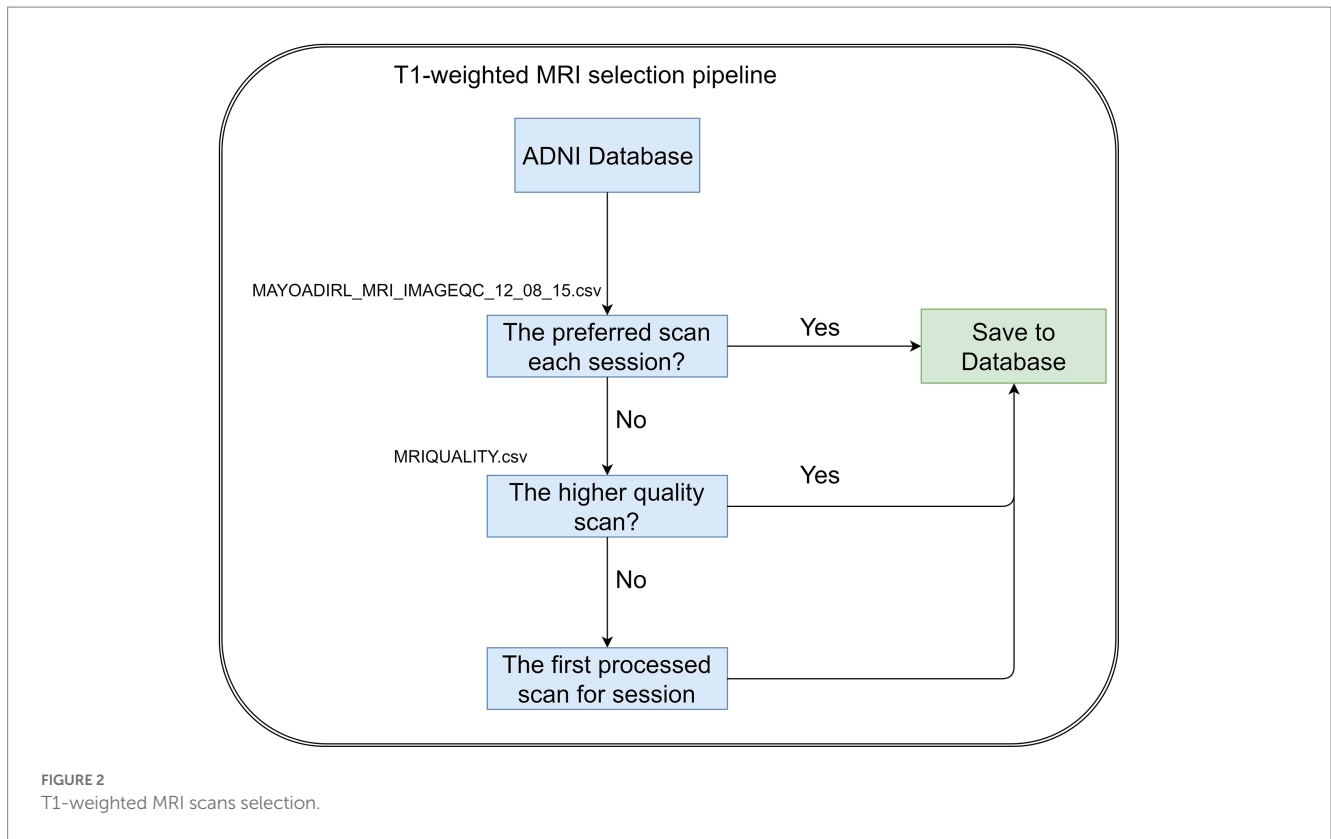 T1-weighted MRI selection pipeline
ADNI Database
MAYOADIRL_MRI_IMAGEQC_12_08_15.csv
The preferred scan
each session?
Yes
Save to
Database
No
MRIQUALITY.csv
The higher quality
scan?
Yes
No
The first processed
scan for session
FIGURE 2
T1-weighted MRI scans selection.